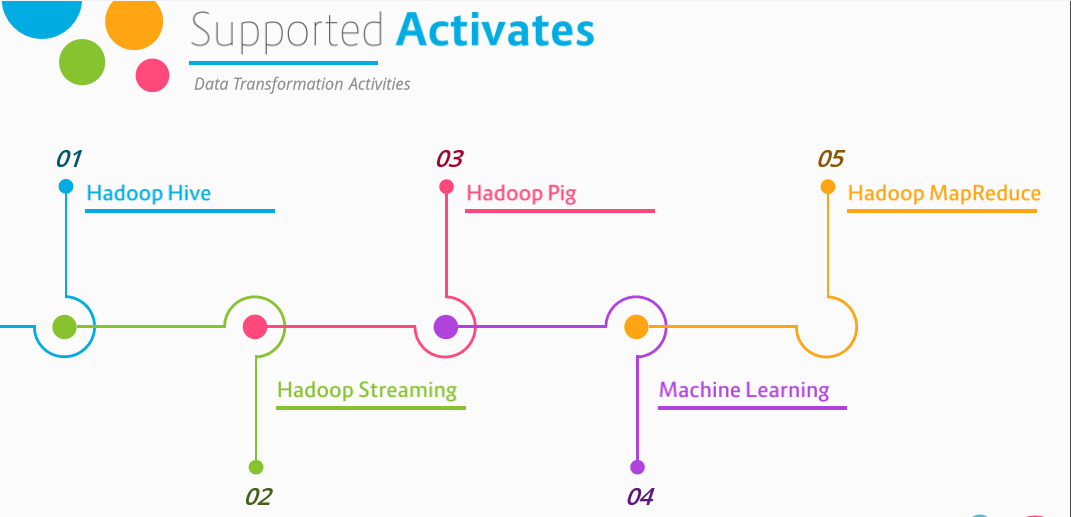 Supported Activates
Data Transformation Activities
01
Hadoop Hive
02
Hadoop Streaming
03
Hadoop Pig
04
Machine Learning
05
Hadoop MapReduce